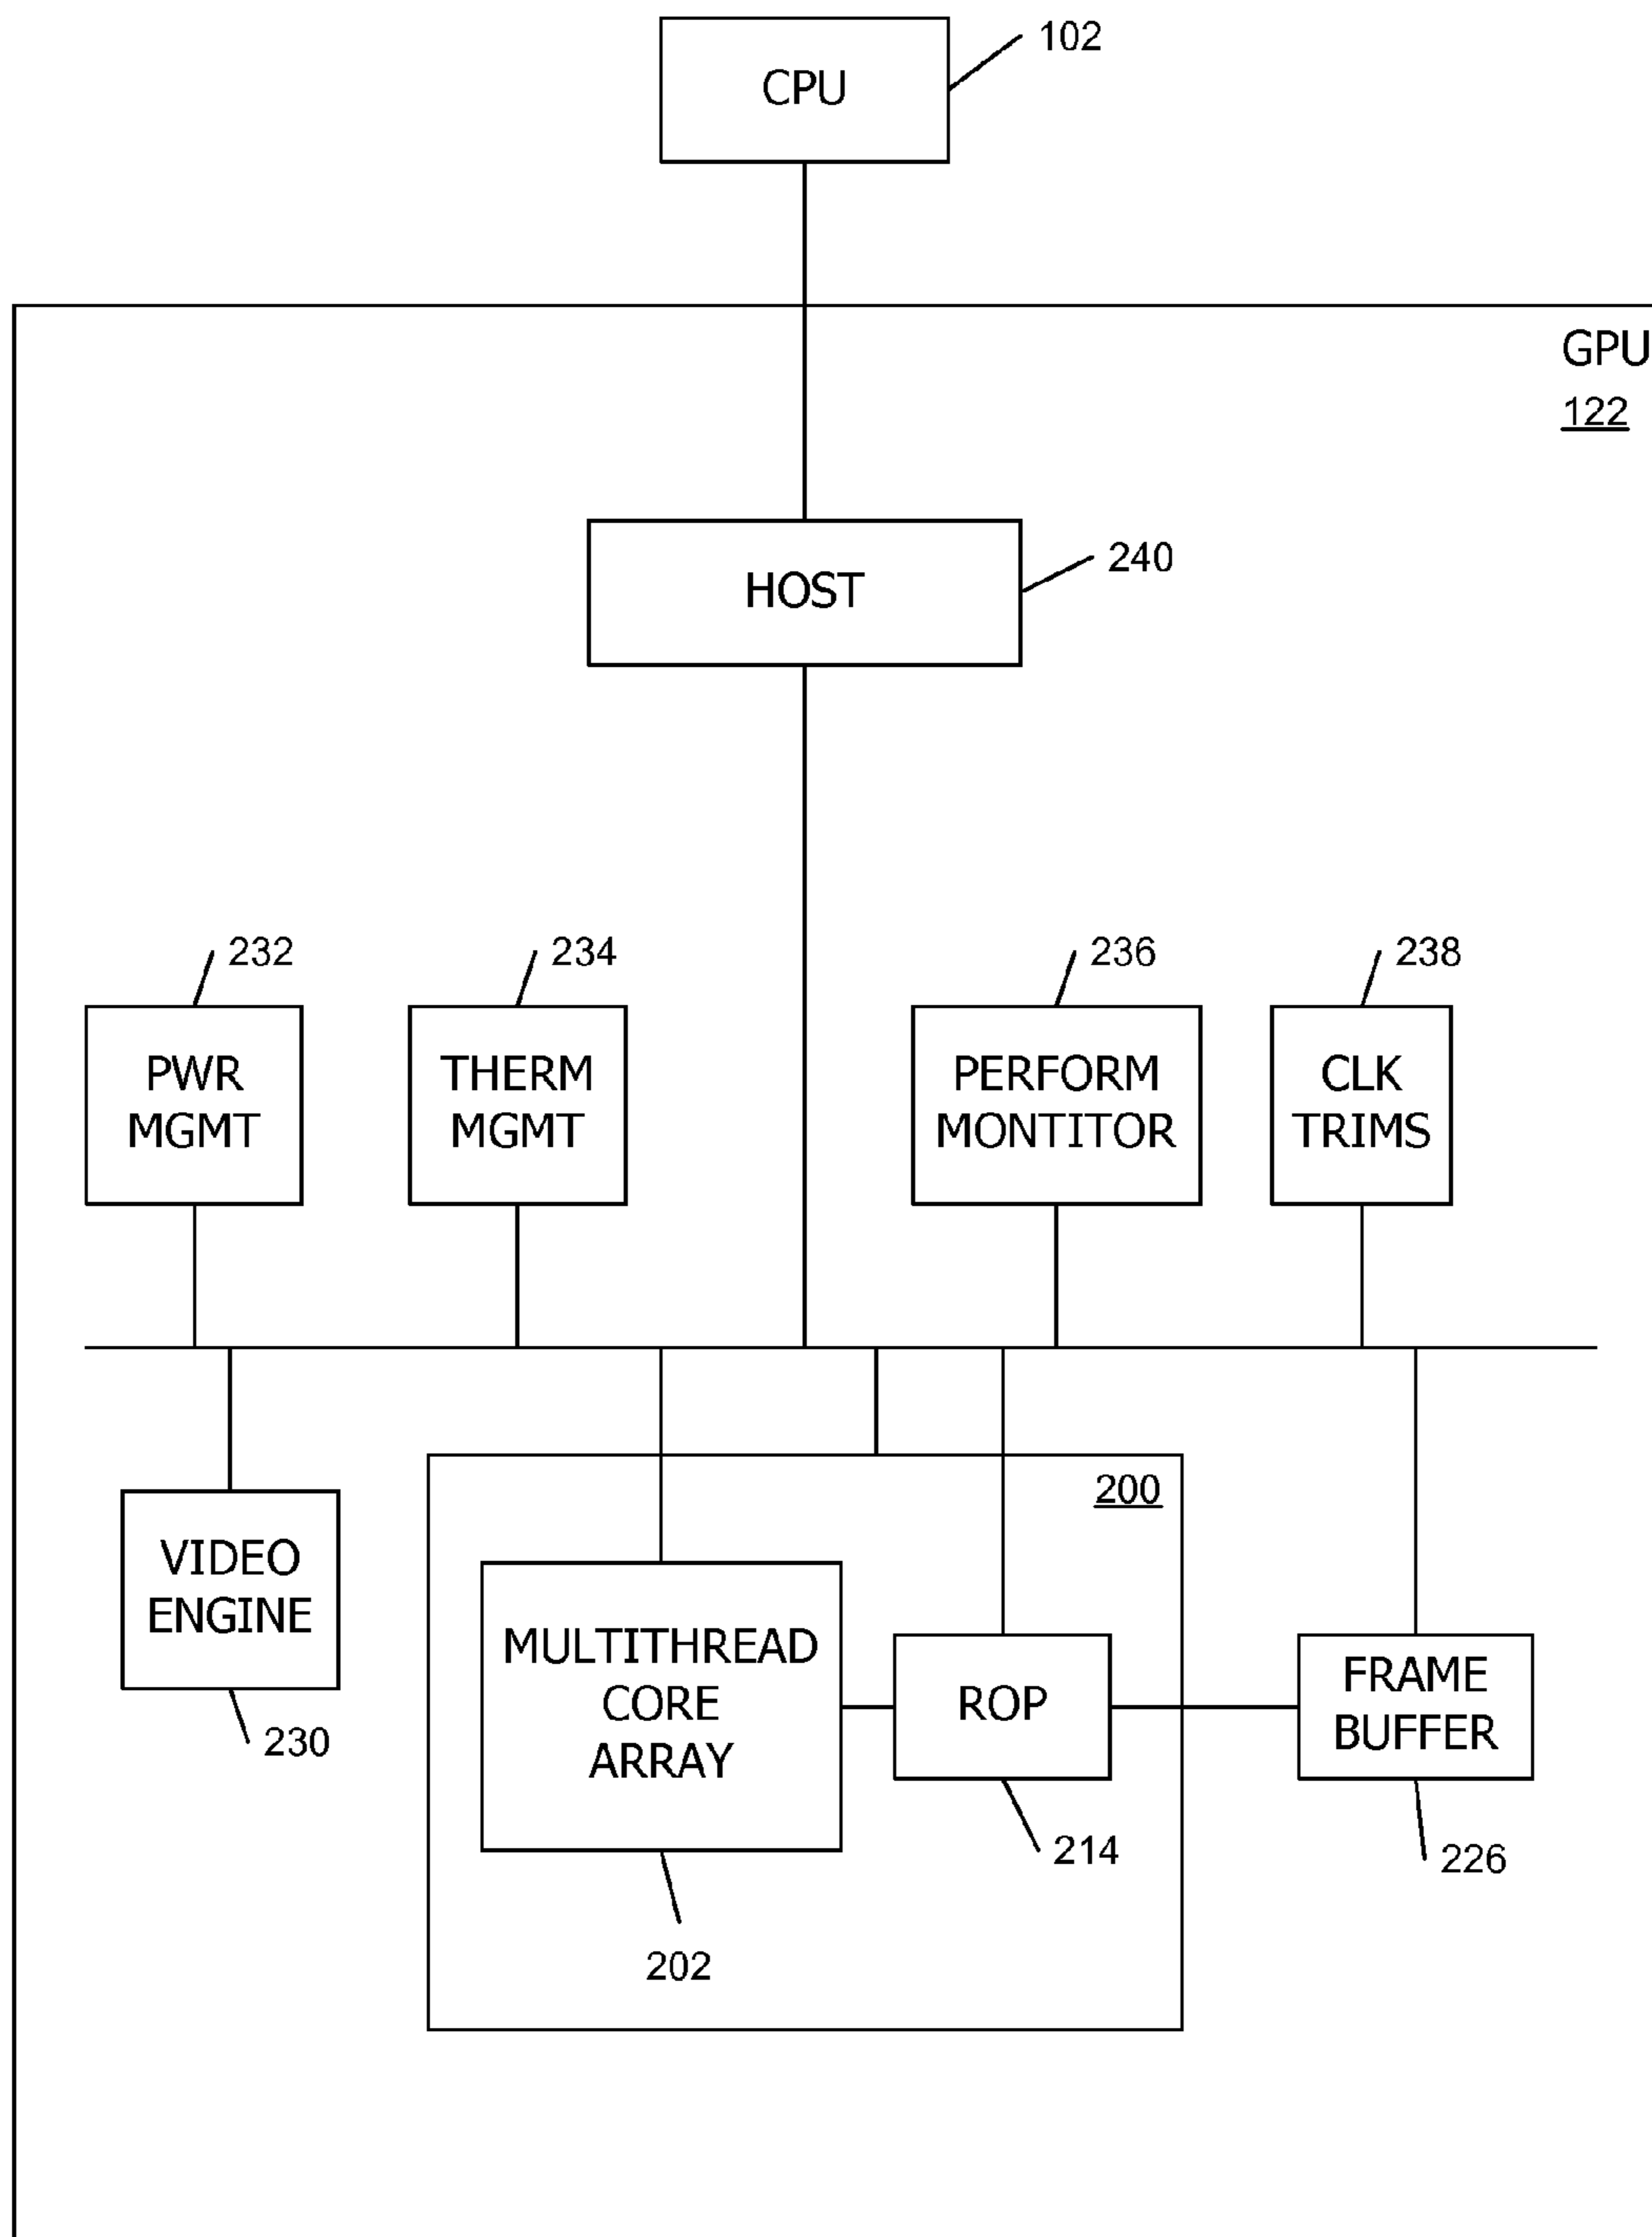 CPU
102
GPU
122
HOST
240
232
234
236
238
PWR
MGMT
THERM
MGMT
PERFORM
MONTITOR
CLK
TRIMS
200
VIDEO
ENGINE
230
MULTITHREAD
CORE
ARRAY
202
ROP
214
FRAME
BUFFER
226